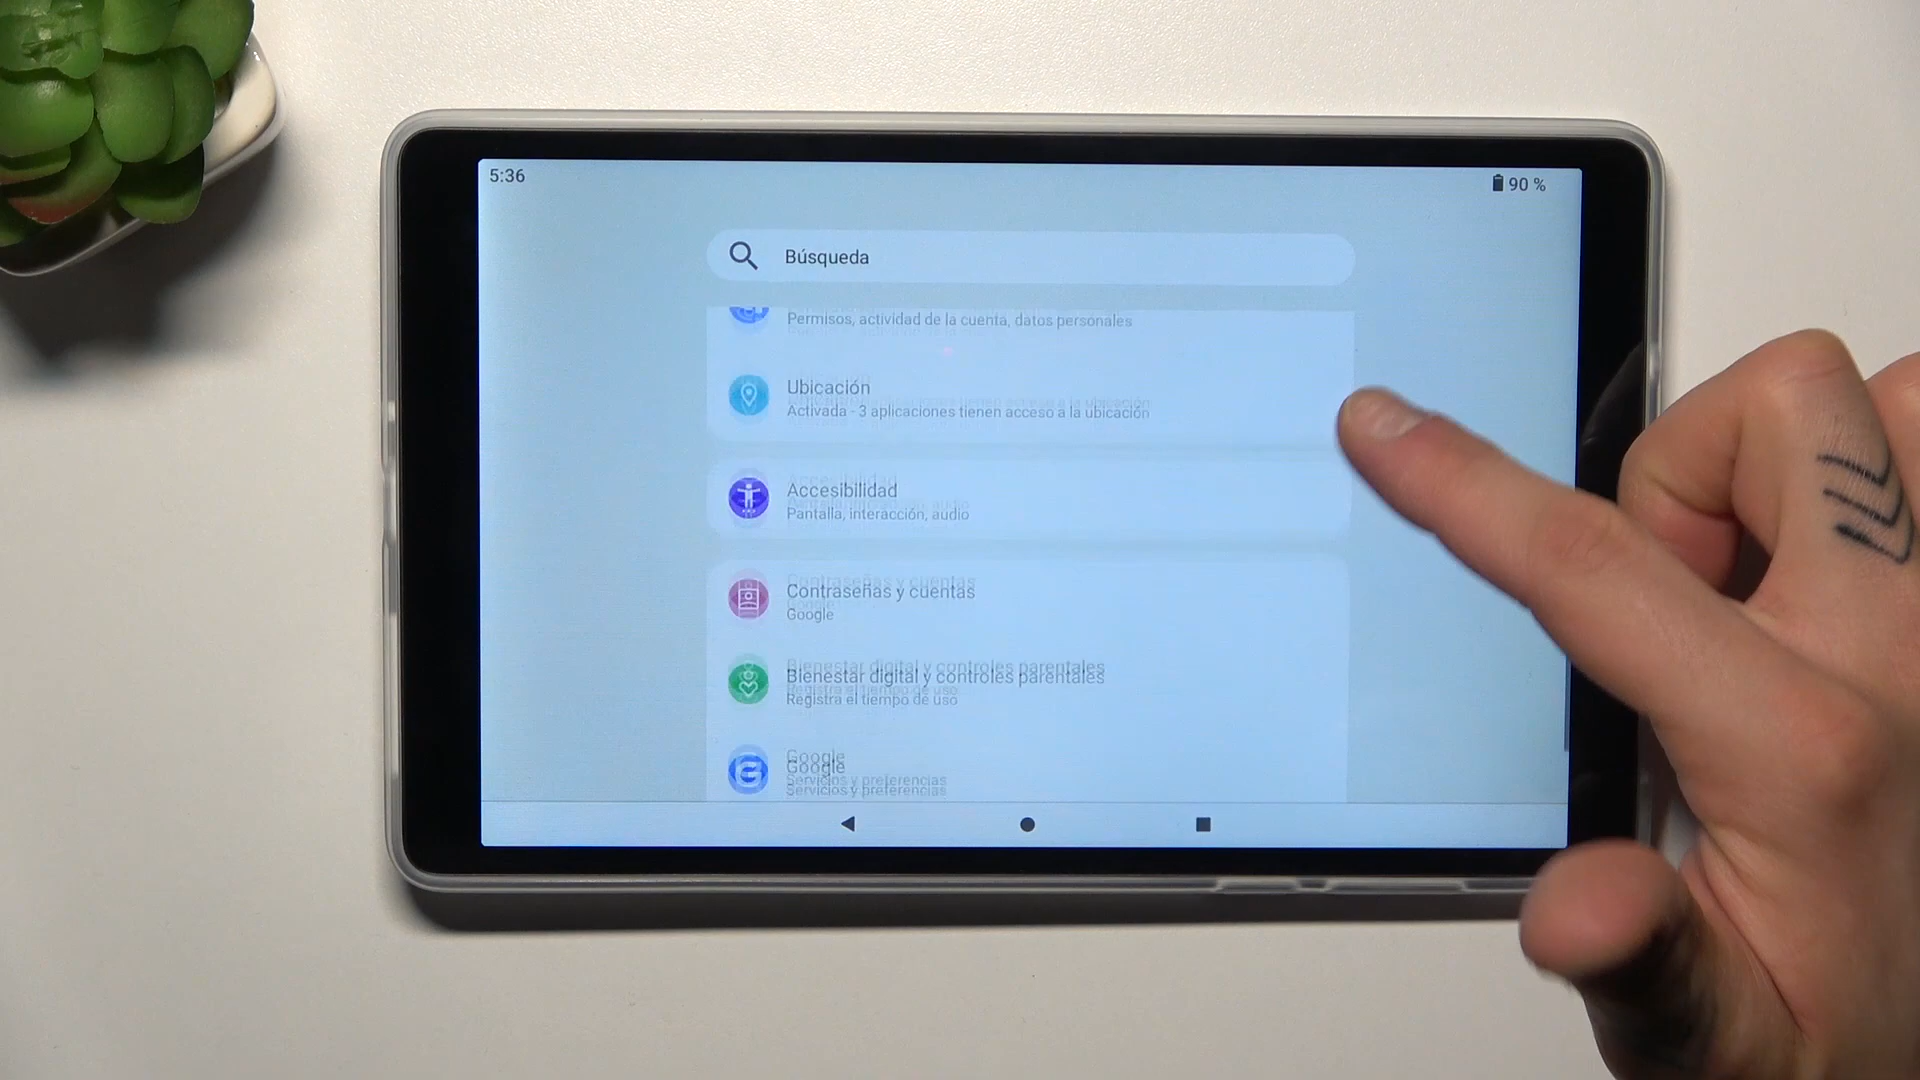 5:36
90 %
Búsqueda
Permisos, actividad de la cuenta, datos personales
Ubicación
Activada - 3 aplicaciones tienen acceso a la ubicación
Accesibilidad
Pantalla, interacción, audio
Contraseñas y cuentas
Google
Bienestar digital y controles parentales
Registra el tiempo de uso
Google
Servicios y preferencias